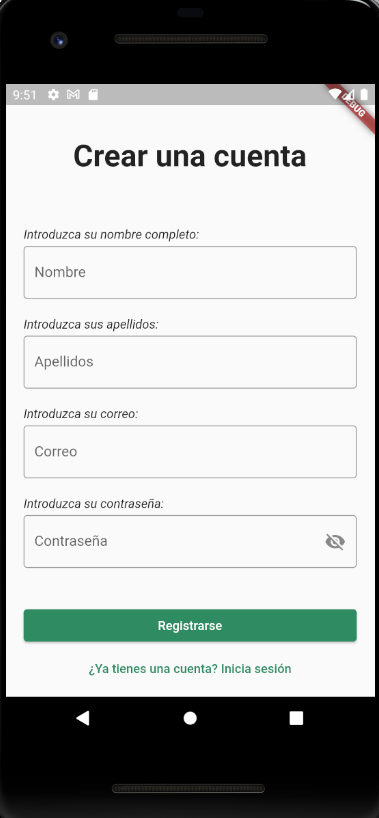 9:51
DEBUG
Crear una cuenta
Introduzca su nombre completo:
Nombre
Introduzca sus apellidos:
Apellidos
Introduzca su correo:
Correo
Introduzca su contraseña:
Contraseña
Registrarse
¿Ya tienes una cuenta? Inicia sesión